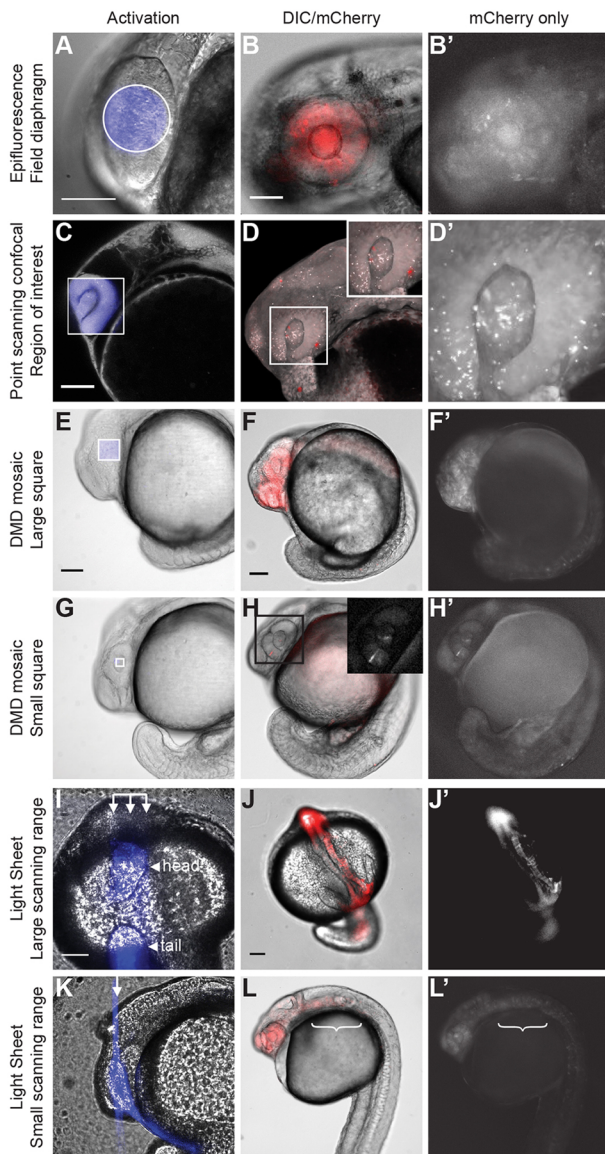 Activation
DIC/mCherry
mCherry only
Epifluorescence
Field diaphragm
A
B
B'
Point scanning confocal
Region of interest
C
D
D'
DMD mosaic
Large square
E
F
F'
DMD mosaic
Small square
G
H
H'
Light Sheet
Large scanning range
I
head
tail
J
J'
Light Sheet
Small scanning range
K
L
L'